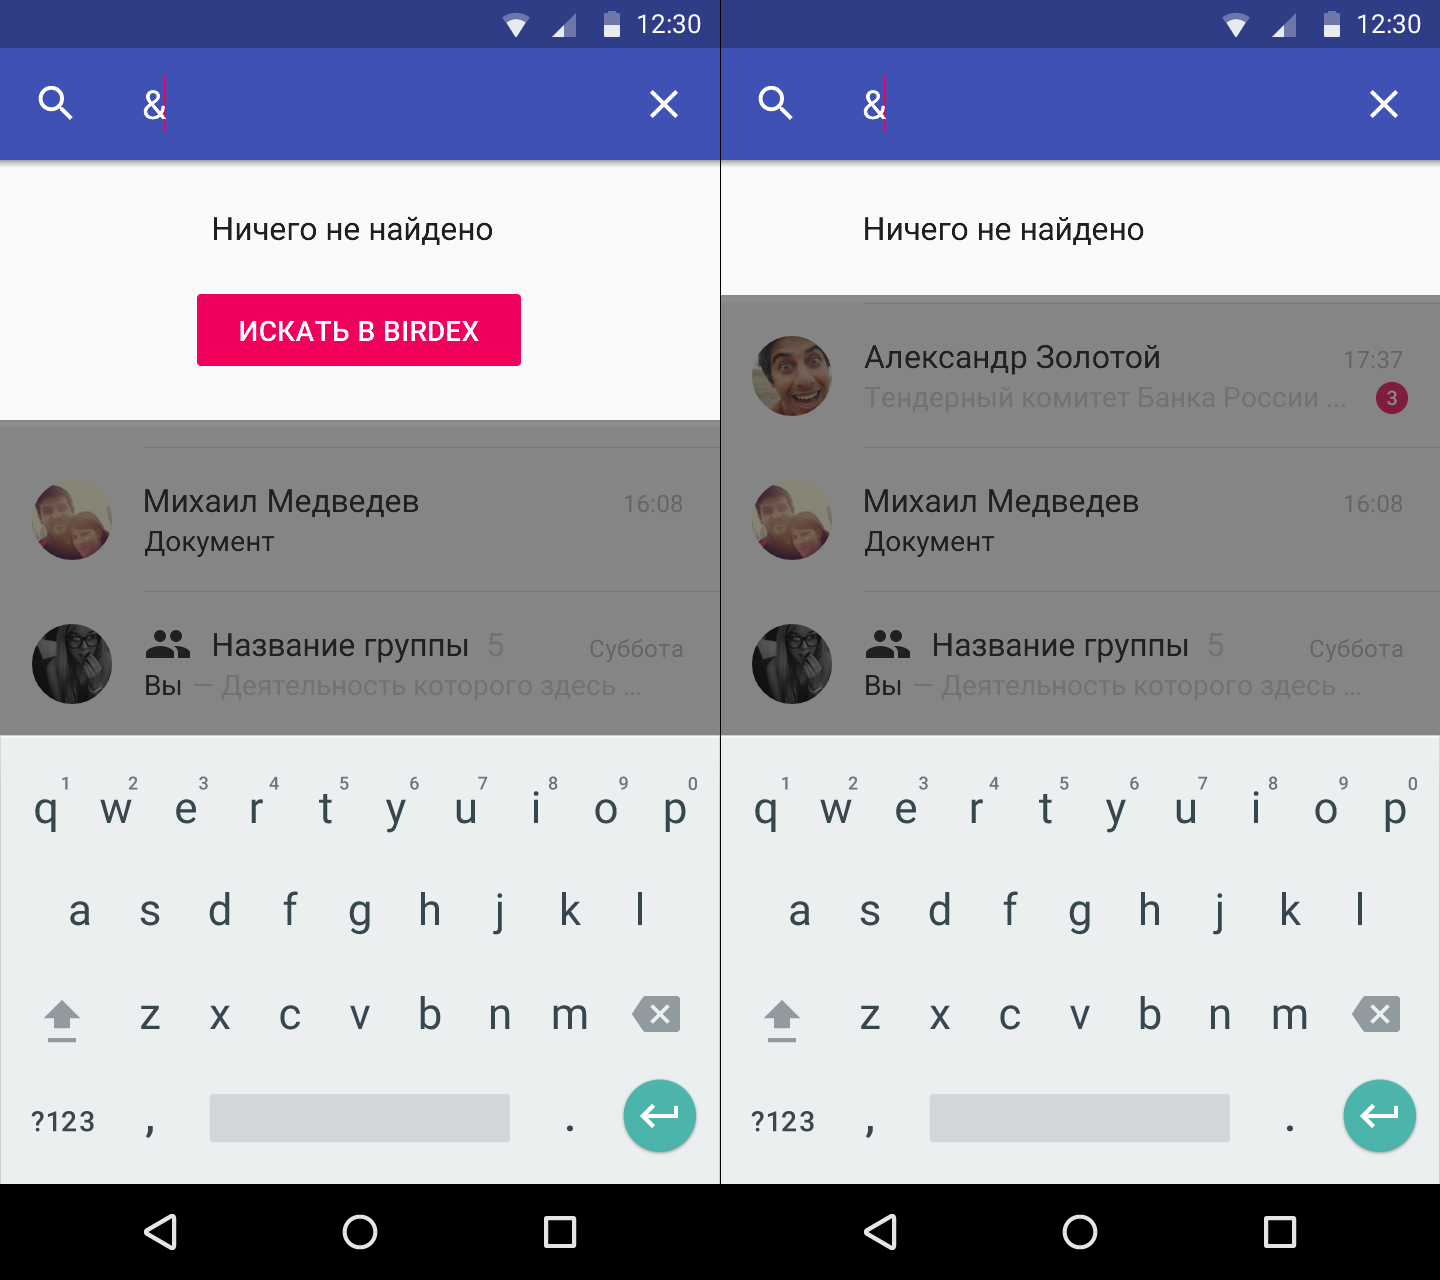 12:30
&
Ничего не найдено
ИСКАТЬ В BIRDEX
Михаил Медведев 16:08
Документ
Название группы 5 Суббота
Вы — Деятельность которого здесь ...
1 2 3 4 5 6 7 8 9 0
q w e r t y u i o p
a s d f g h j k l
z x c v b n m
?123 , .
12:30
&
Ничего не найдено
Александр Золотой 17:37
Тендерный комитет Банка России ... 3
Михаил Медведев 16:08
Документ
Название группы 5 Суббота
Вы — Деятельность которого здесь ...
1 2 3 4 5 6 7 8 9 0
q w e r t y u i o p
a s d f g h j k l
z x c v b n m
?123 , .